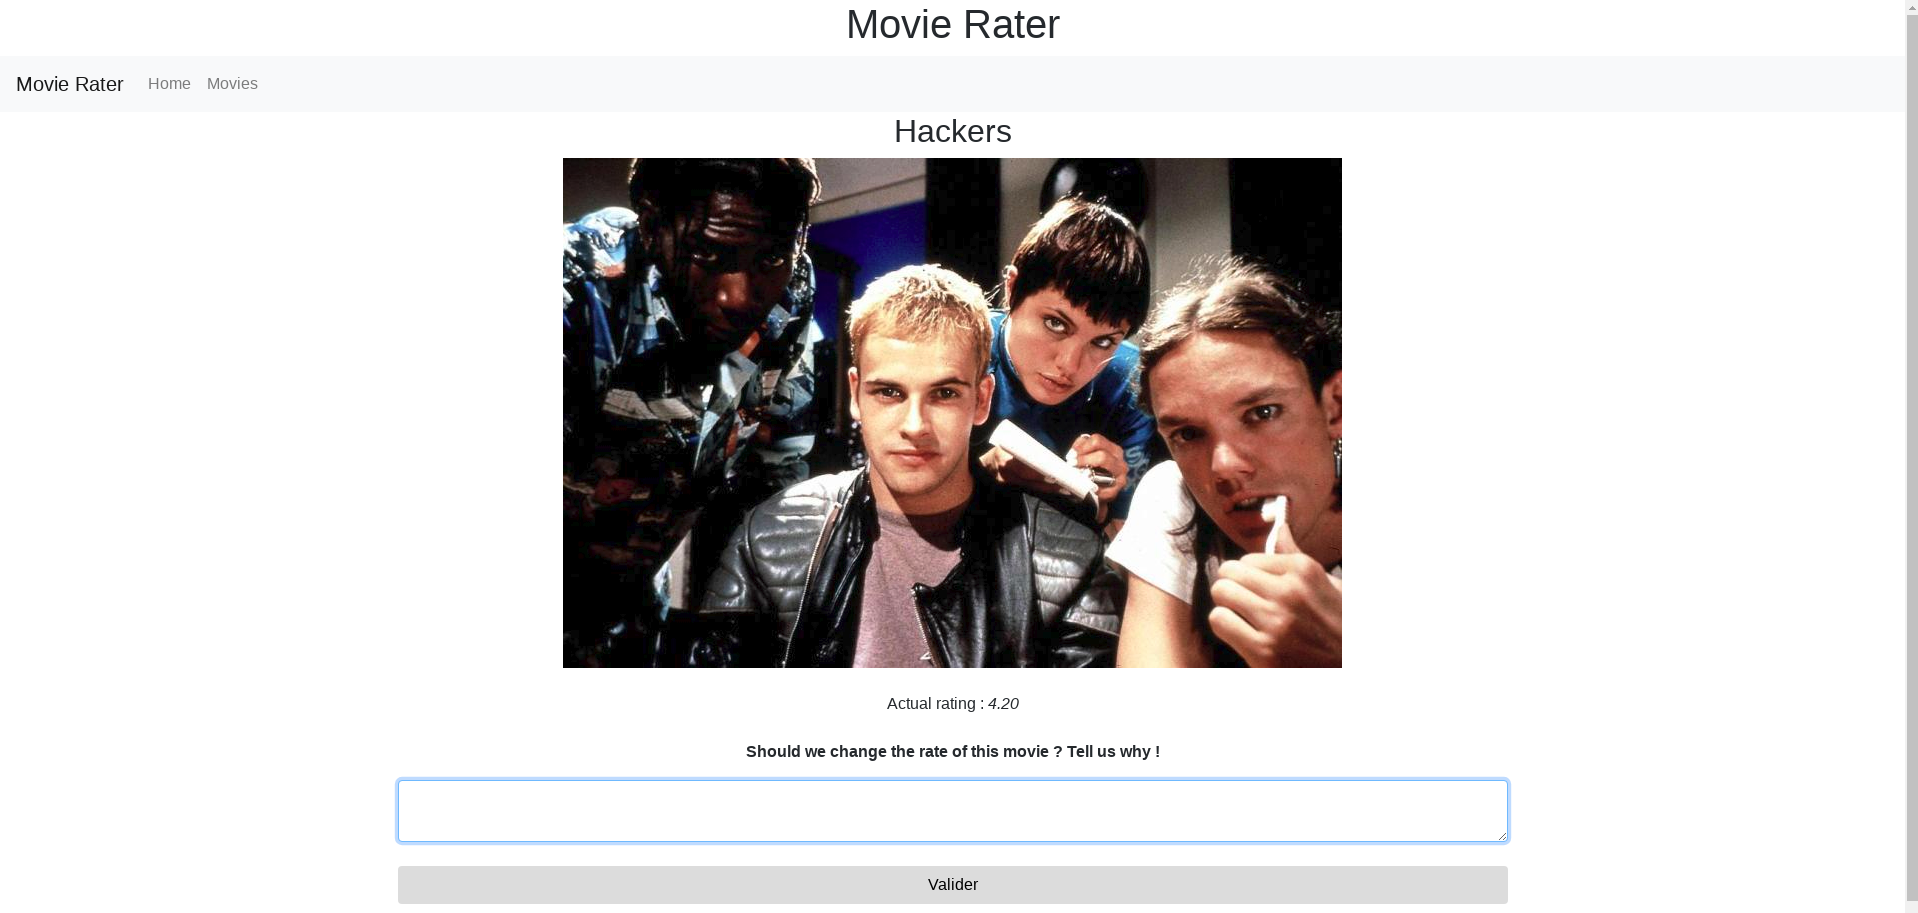 Movie Rater
Movie Rater Home Movies
Hackers
Actual rating : 4.20
Should we change the rate of this movie ? Tell us why !
Valider